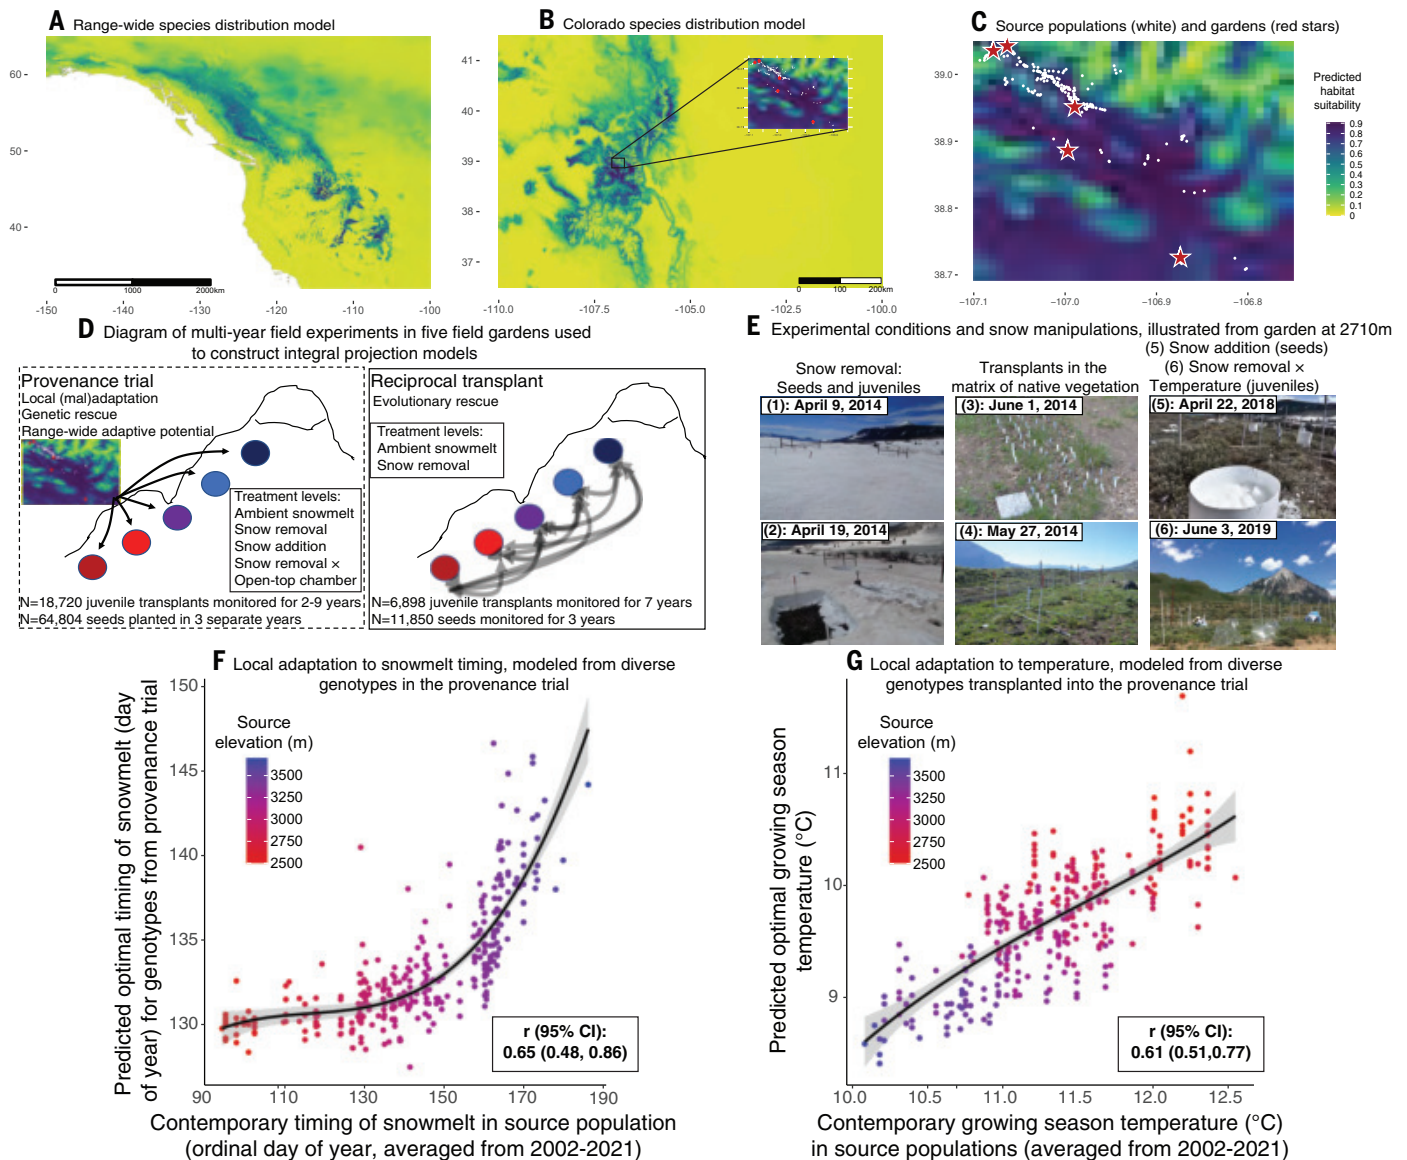 A Range-wide species distribution model
60
50
40
0 1000 2000km
-150 -140 -130 -120 -110 -100
B Colorado species distribution model
41
40
39
38
37
0 100 200km
-110.0 -107.5 -105.0 -102.5 -100.0
C Source populations (white) and gardens (red stars)
39.0
38.9
38.8
38.7
-107.1 -107.0 -106.9 -106.8
Predicted
habitat
suitability
0.9
0.8
0.7
0.6
0.5
0.4
0.3
0.2
0.1
0
D Diagram of multi-year field experiments in five field gardens used
to construct integral projection models
Provenance trial
Local (mal)adaptation
Genetic rescue
Range-wide adaptive potential
Treatment levels:
Ambient snowmelt
Snow removal
Snow addition
Snow removal ×
Open-top chamber
N=18,720 juvenile transplants monitored for 2-9 years
N=64,804 seeds planted in 3 separate years
Reciprocal transplant
Evolutionary rescue
Treatment levels:
Ambient snowmelt
Snow removal
N=6,898 juvenile transplants monitored for 7 years
N=11,850 seeds monitored for 3 years
E Experimental conditions and snow manipulations, illustrated from garden at 2710m
Snow removal:
Seeds and juveniles
(1): April 9, 2014
(2): April 19, 2014
Transplants in the
matrix of native vegetation
(3): June 1, 2014
(4): May 27, 2014
(5) Snow addition (seeds)
(6) Snow removal ×
Temperature (juveniles)
(5): April 22, 2018
(6): June 3, 2019
F Local adaptation to snowmelt timing, modeled from diverse
genotypes in the provenance trial
Predicted optimal timing of snowmelt (day
of year) for genotypes from provenance trial
150
145
140
135
130
Source
elevation (m)
3500
3250
3000
2750
2500
r (95% CI):
0.65 (0.48, 0.86)
90 110 130 150 170 190
Contemporary timing of snowmelt in source population
(ordinal day of year, averaged from 2002-2021)
G Local adaptation to temperature, modeled from diverse
genotypes transplanted into the provenance trial
Predicted optimal growing season
temperature (°C)
11
10
9
Source
elevation (m)
3500
3250
3000
2750
2500
r (95% CI):
0.61 (0.51,0.77)
10.0 10.5 11.0 11.5 12.0 12.5
Contemporary growing season temperature (°C)
in source populations (averaged from 2002-2021)